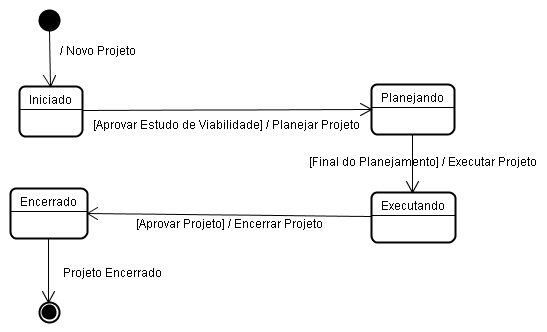 / Novo Projeto
Iniciado
Planejando
[Aprovar Estudo de Viabilidade] / Planejar Projeto
[Final do Planejamento] / Executar Projeto
Encerrado
Executando
[Aprovar Projeto] / Encerrar Projeto
Projeto Encerrado